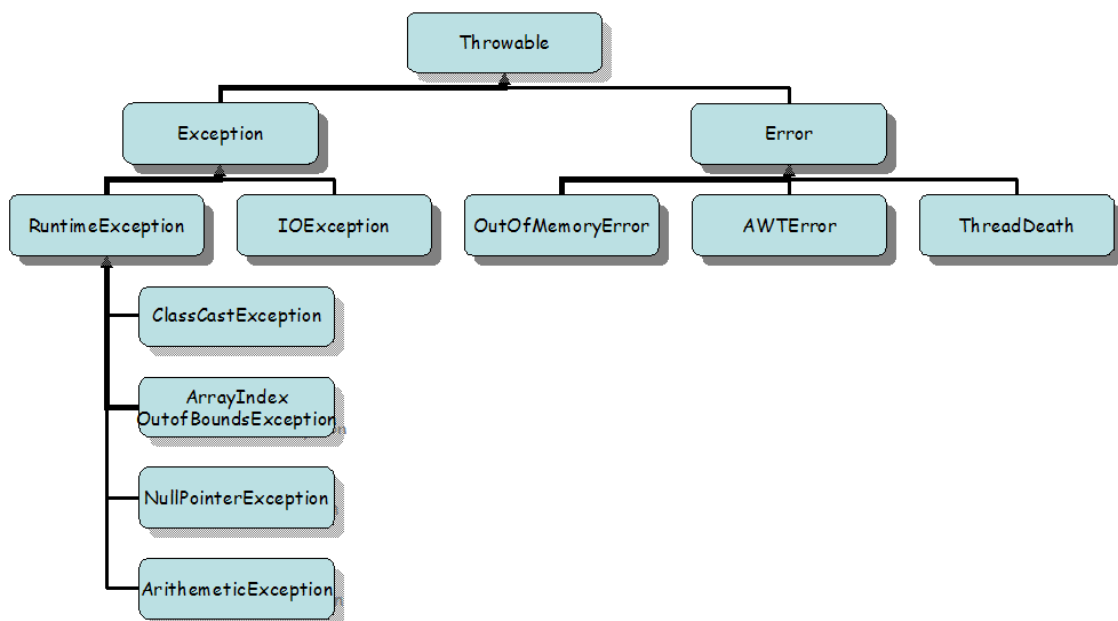 Throwable
Exception
Error
RuntimeException
IOException
OutOfMemoryError
AWTError
ThreadDeath
ClassCastException
ArrayIndex
OutofBoundsException
NullPointerException
ArithemeticException